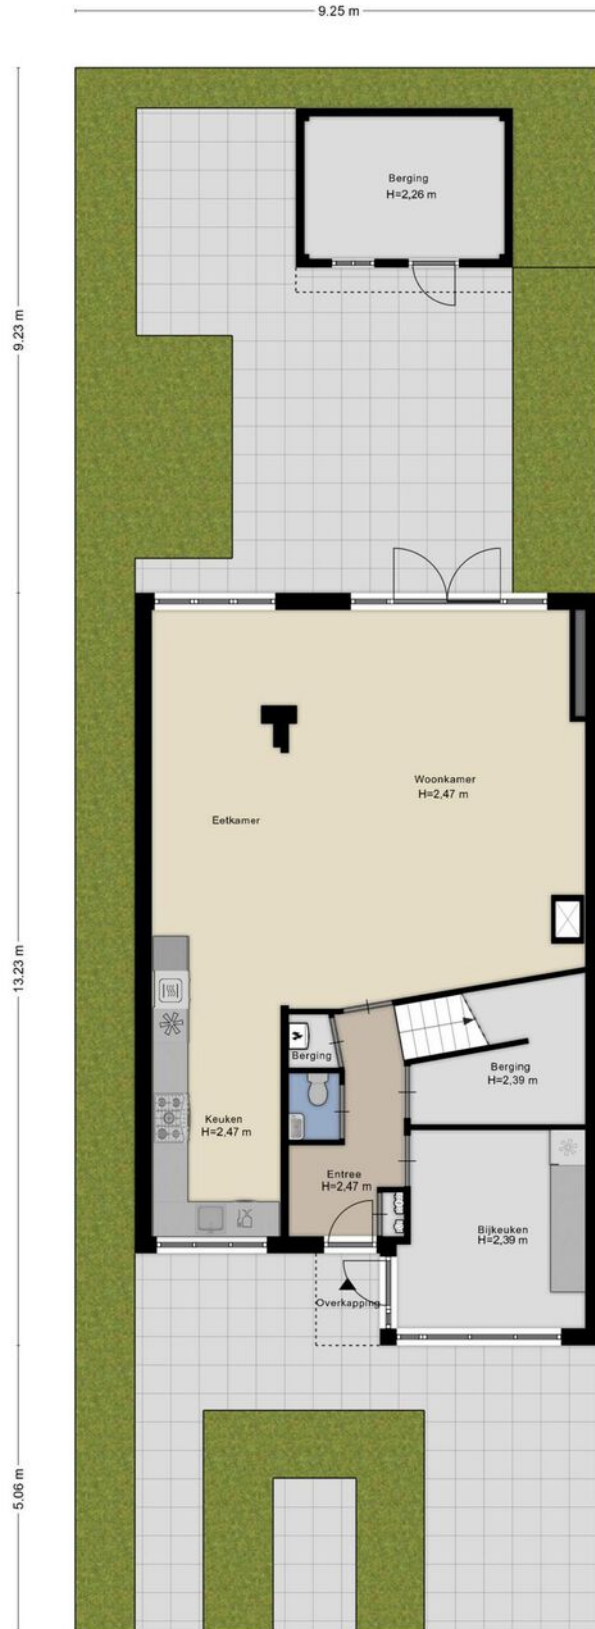 9.25 m
Berging
H=2,26 m
9.23 m
Woonkamer
H=2,47 m
Eetkamer
13.23 m
Berging
Berging
H=2,39 m
Keuken
H=2,47 m
Entree
H=2,47 m
Bijkeuken
H=2,39 m
Overkapping
5.06 m